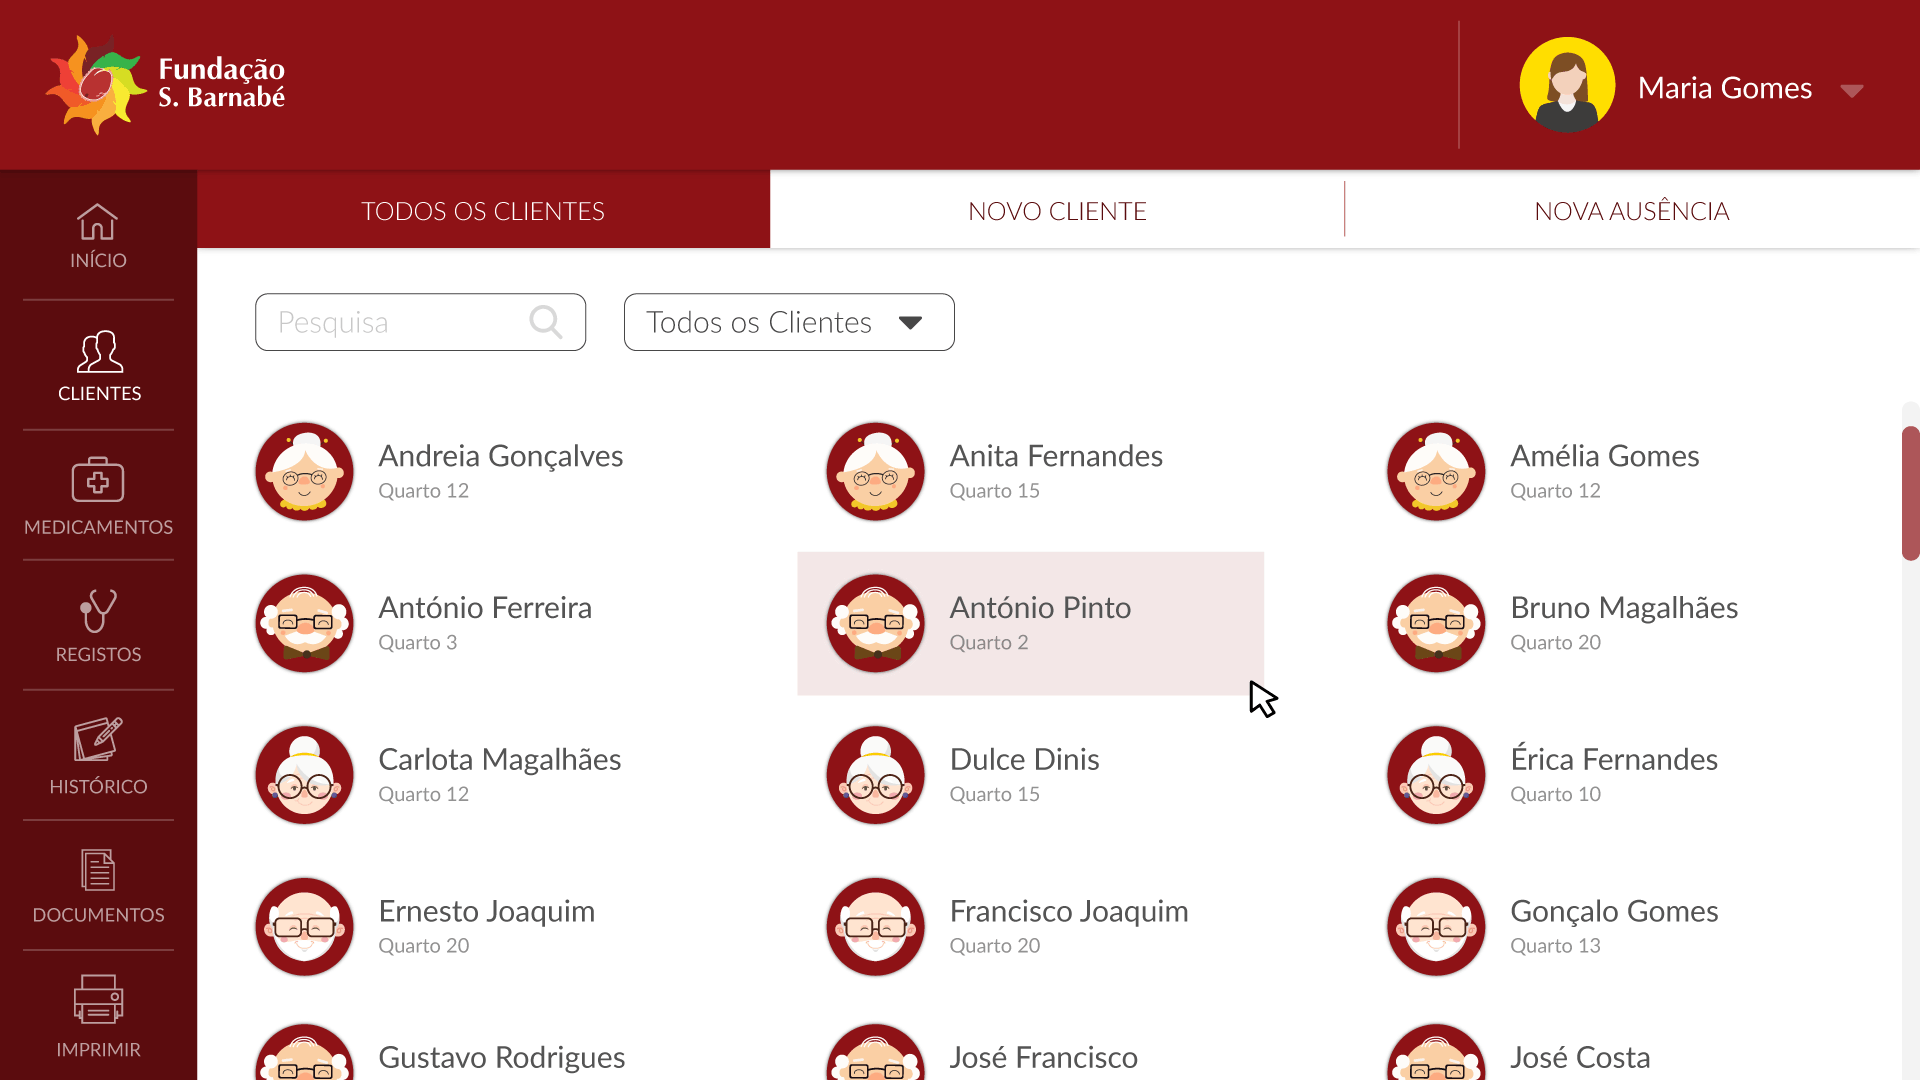 Fundação
S. Barnabé
Maria Gomes
TODOS OS CLIENTES
NOVO CLIENTE
NOVA AUSÊNCIA
INÍCIO
CLIENTES
MEDICAMENTOS
REGISTOS
HISTÓRICO
DOCUMENTOS
IMPRIMIR
Pesquisa
Todos os Clientes
Andreia Gonçalves
Quarto 12
Anita Fernandes
Quarto 15
Amélia Gomes
Quarto 12
António Ferreira
Quarto 3
António Pinto
Quarto 2
Bruno Magalhães
Quarto 20
Carlota Magalhães
Quarto 12
Dulce Dinis
Quarto 15
Érica Fernandes
Quarto 10
Ernesto Joaquim
Quarto 20
Francisco Joaquim
Quarto 20
Gonçalo Gomes
Quarto 13
Gustavo Rodrigues
José Francisco
José Costa